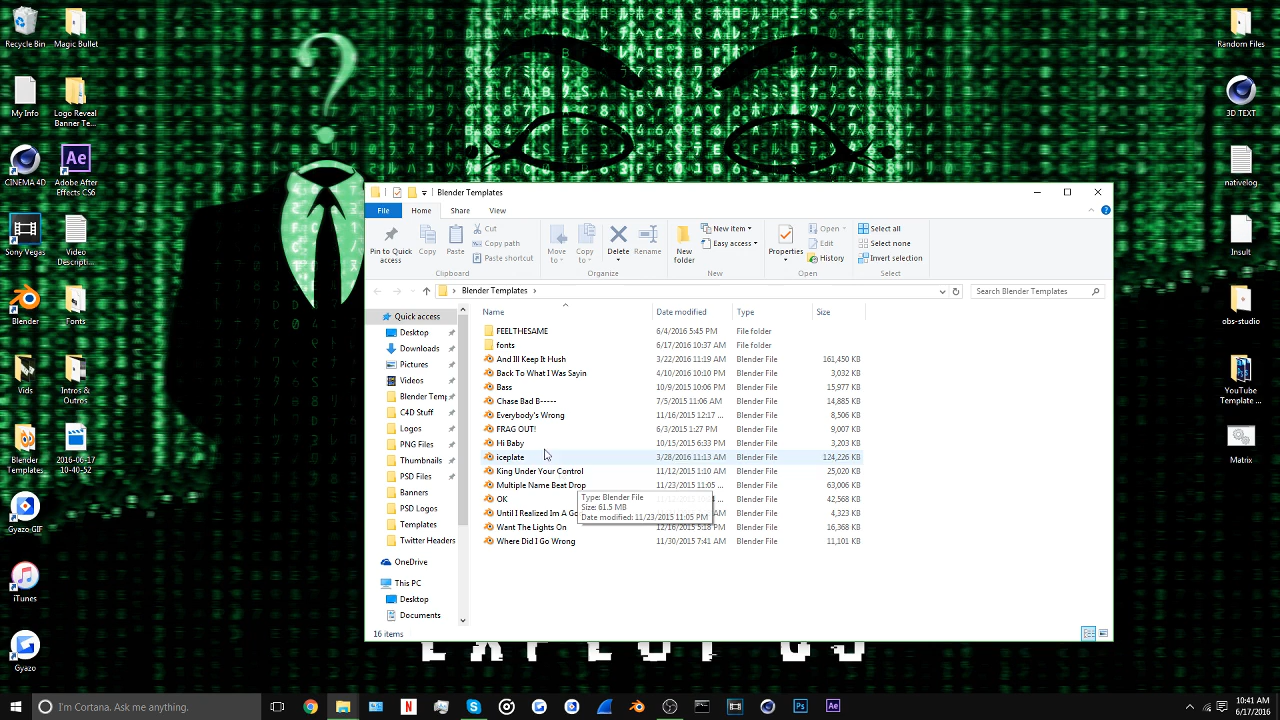 Recycle Bin
Magic Bullet
My Info
Logo Reveal
Banner Te...
CINEMA 4D
Adobe After
Effects CS6
Sony Vegas
Video
Descripti...
Blender
Fonts
Vids
Intros &
Outros
Blender
Templates
2016-06-17
10-40-52
Gyazo GIF
iTunes
Gyazo
Blender Templates
File
Home
Share
View
Pin to Quick
access
Copy
Paste
Cut
Copy path
Paste shortcut
Clipboard
Move
to
Copy
to
Delete
Rename
Organize
New
folder
New item
Easy access
New
Properties
Open
Edit
History
Open
Select all
Select none
Invert selection
Select
Blender Templates
Search Blender Templates
Name
Date modified
Type
Size
FEELTHESAME 6/4/2016 5:45 PM File folder
fonts 6/17/2016 10:37 AM File folder
And Ill Keep It Hush 3/22/2016 11:19 AM Blender File 161,450 KB
Back To What I Was Sayin 4/10/2016 10:10 PM Blender File 3,032 KB
Bass 10/9/2015 10:06 PM Blender File 15,977 KB
Chase Bad B----- 7/5/2015 11:06 AM Blender File 14,885 KB
Everybody's Wrong 11/16/2015 12:17 ... Blender File 8,506 KB
FRAG OUT! 6/3/2015 1:27 PM Blender File 9,007 KB
Hi Baby 10/15/2015 6:33 PM Blender File 3,203 KB
iceplate 3/28/2016 11:13 AM Blender File 124,226 KB
King Under Your Control 11/12/2015 1:10 AM Blender File 25,020 KB
Multiple Name Beat Drop 11/23/2015 11:05 ... Blender File 63,006 KB
OK Blender File 42,568 KB
Until I Realized Im A Go AM Blender File 4,323 KB
Want The Lights On 12/16/2015 5:18 PM Blender File 16,368 KB
Where Did I Go Wrong 11/30/2015 7:41 AM Blender File 11,101 KB
Type: Blender File
Size: 61.5 MB
Date modified: 11/23/2015 11:05 PM
Quick access
Desktop
Downloads
Pictures
Videos
Blender Temp
C4D Stuff
Logos
PNG Files
Thumbnails
PSD Files
Banners
PSD Logos
Templates
Twitter Headers
OneDrive
This PC
Desktop
Documents
16 items
Random Files
3D TEXT
nativelog...
Insult
obs-studio
YouTube
Template ...
Matrix
I'm Cortana. Ask me anything.
10:41 AM
6/17/2016